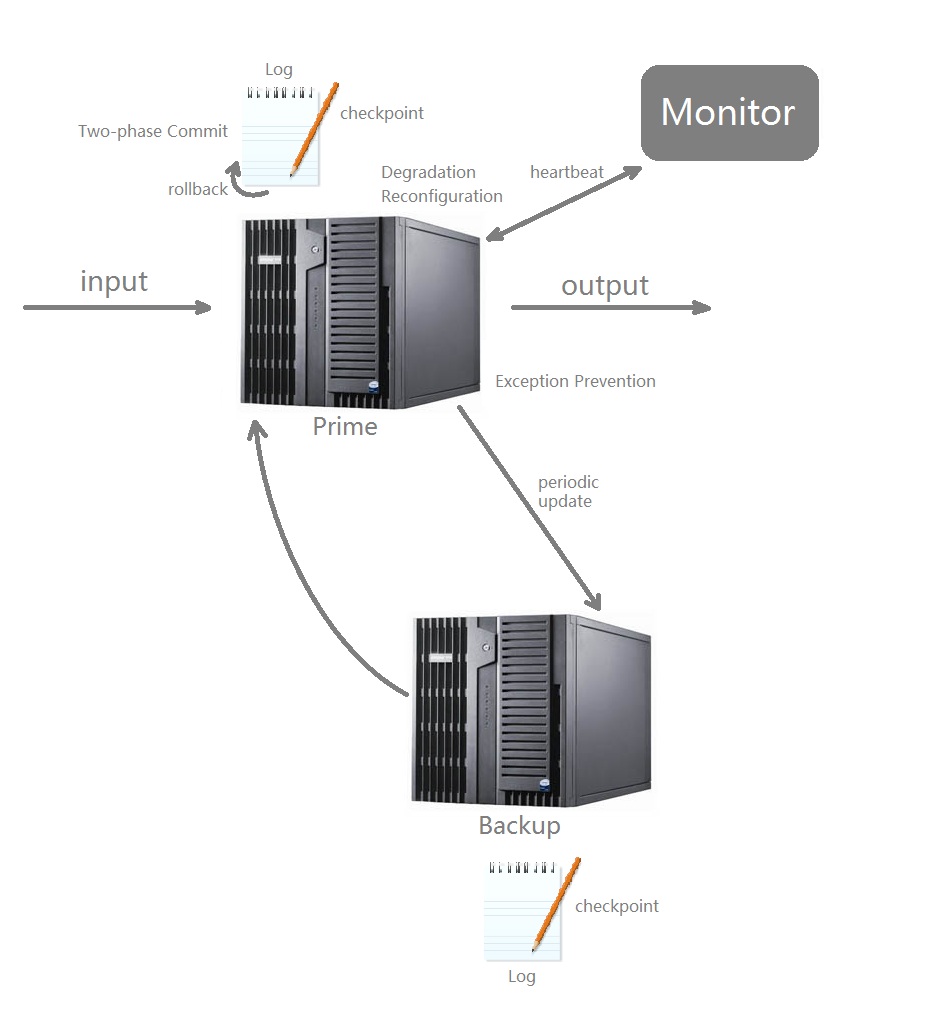 Log
checkpoint
Two-phase Commit
rollback
Monitor
Degradation
Reconfiguration
heartbeat
input
output
Exception Prevention
Prime
periodic
update
Backup
checkpoint
Log